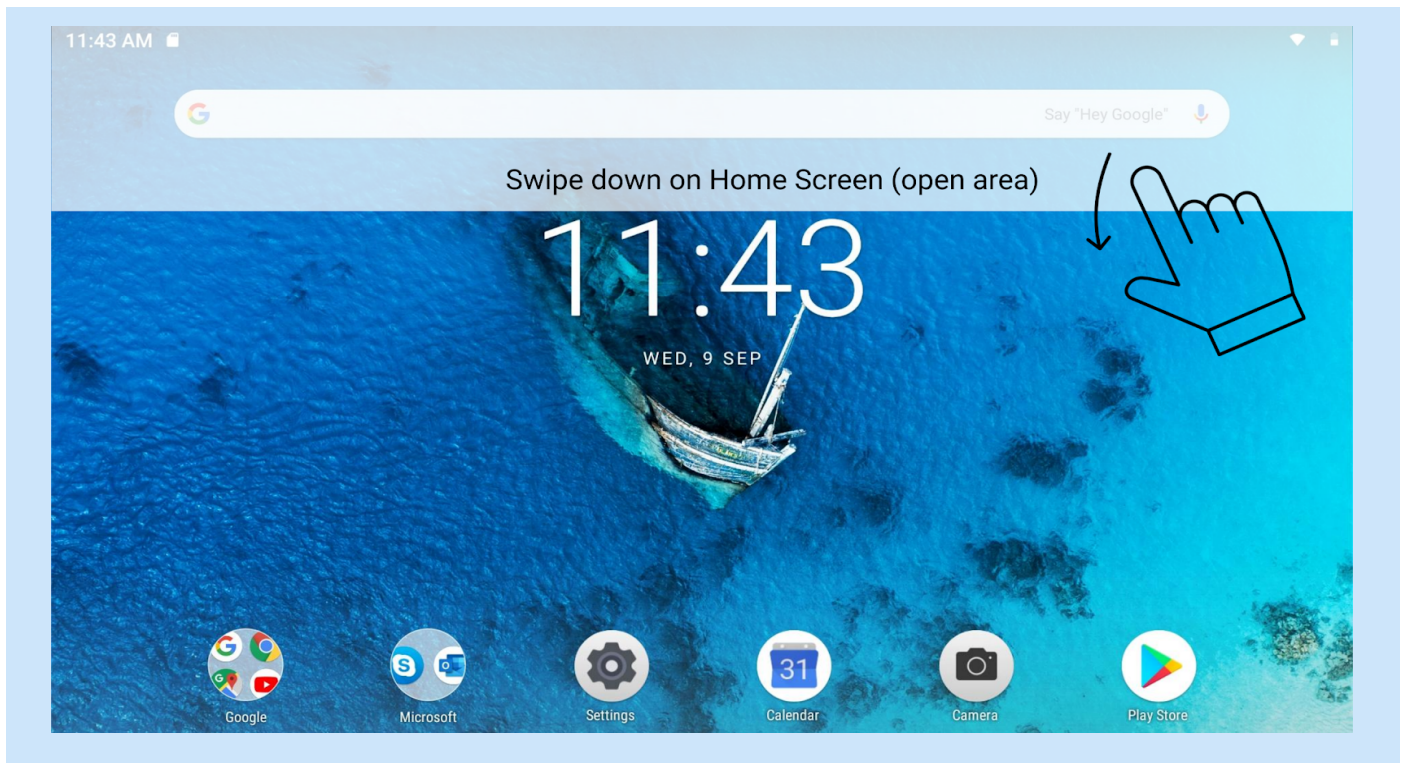 11:43 AM
Say "Hey Google"
Swipe down on Home Screen (open area)
11:43
WED, 9 SEP
31
Google
Microsoft
Settings
Calendar
Camera
Play Store